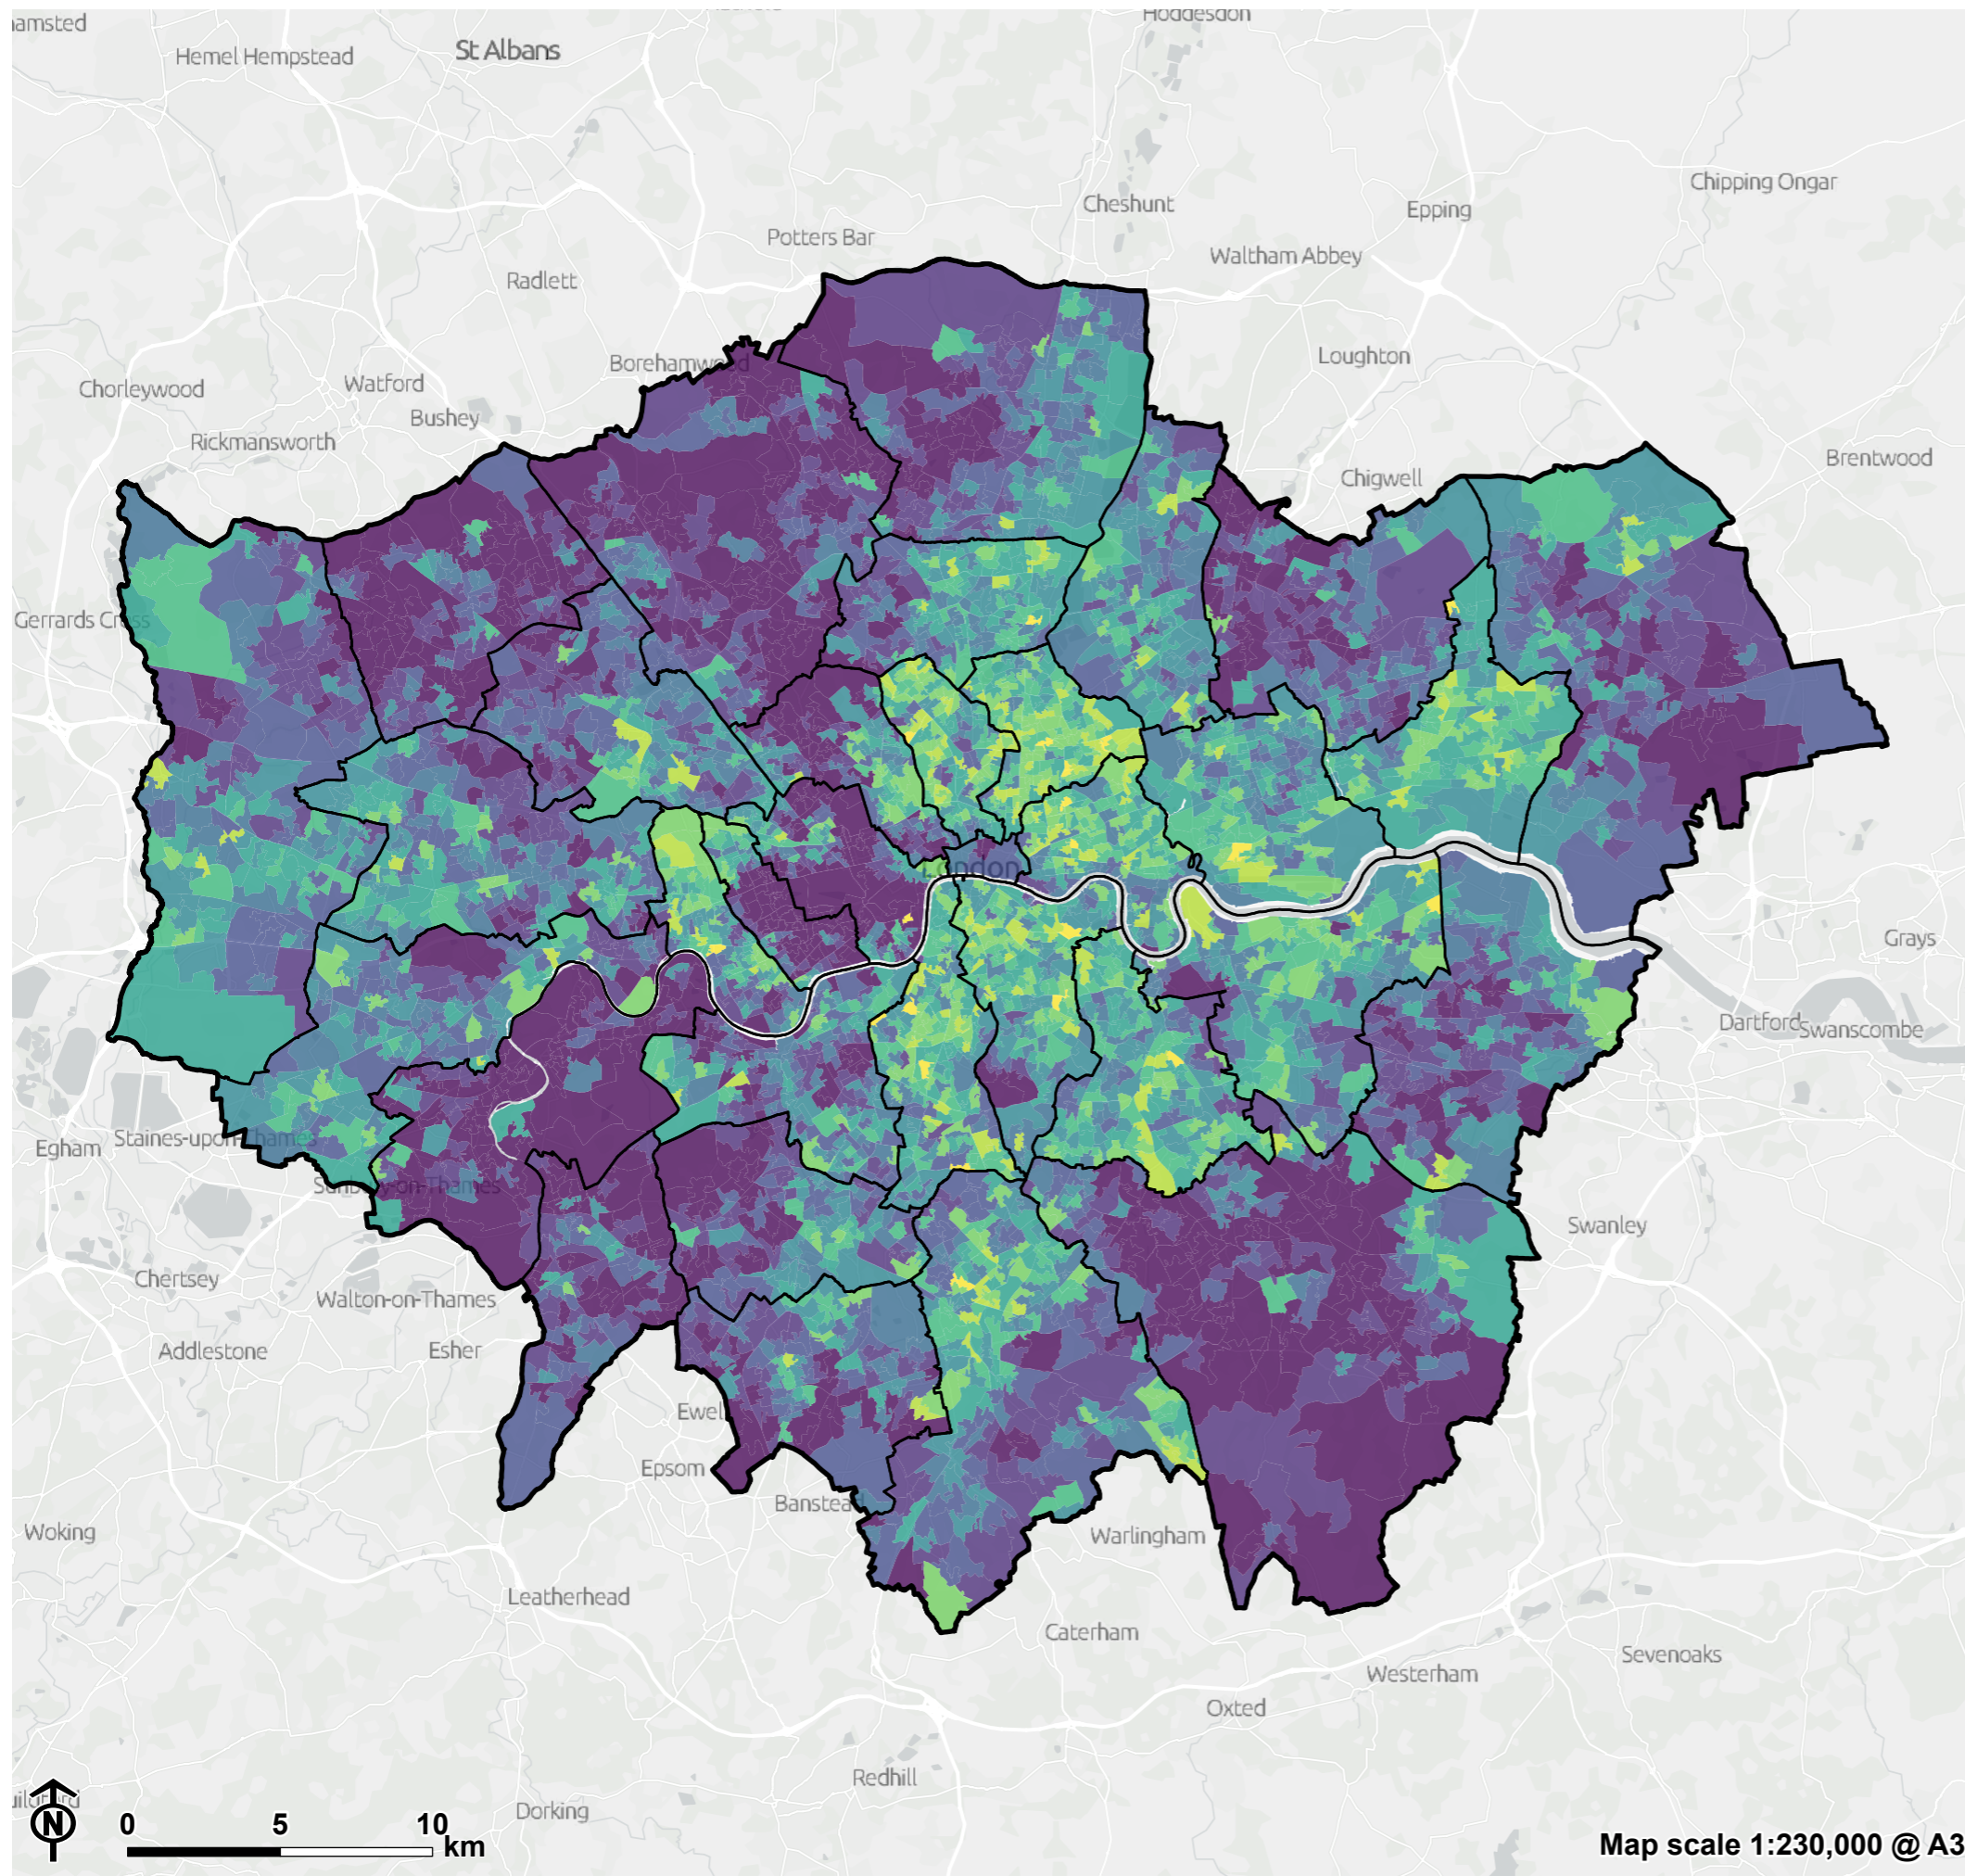 Hoddesdon
amsted
Hemel Hempstead
St Albans
Chipping Ongar
Cheshunt
Epping
Potters Bar
Waltham Abbey
Radlett
Loughton
Borehamwood
Chorleywood
Watford
Bushey
Rickmansworth
Brentwood
Chigwell
Gerrards Cross
London
Grays
Dartford
Swanscombe
Egham
Staines-upon-Thames
Sunbury-on-Thames
Swanley
Chertsey
Walton-on-Thames
Addlestone
Esher
Ewel
Epsom
Banstead
Woking
Warlingham
Leatherhead
Caterham
Sevenoaks
Westerham
Oxted
Redhill
Dorking
N
0 5 10
km
Map scale 1:230,000 @ A3